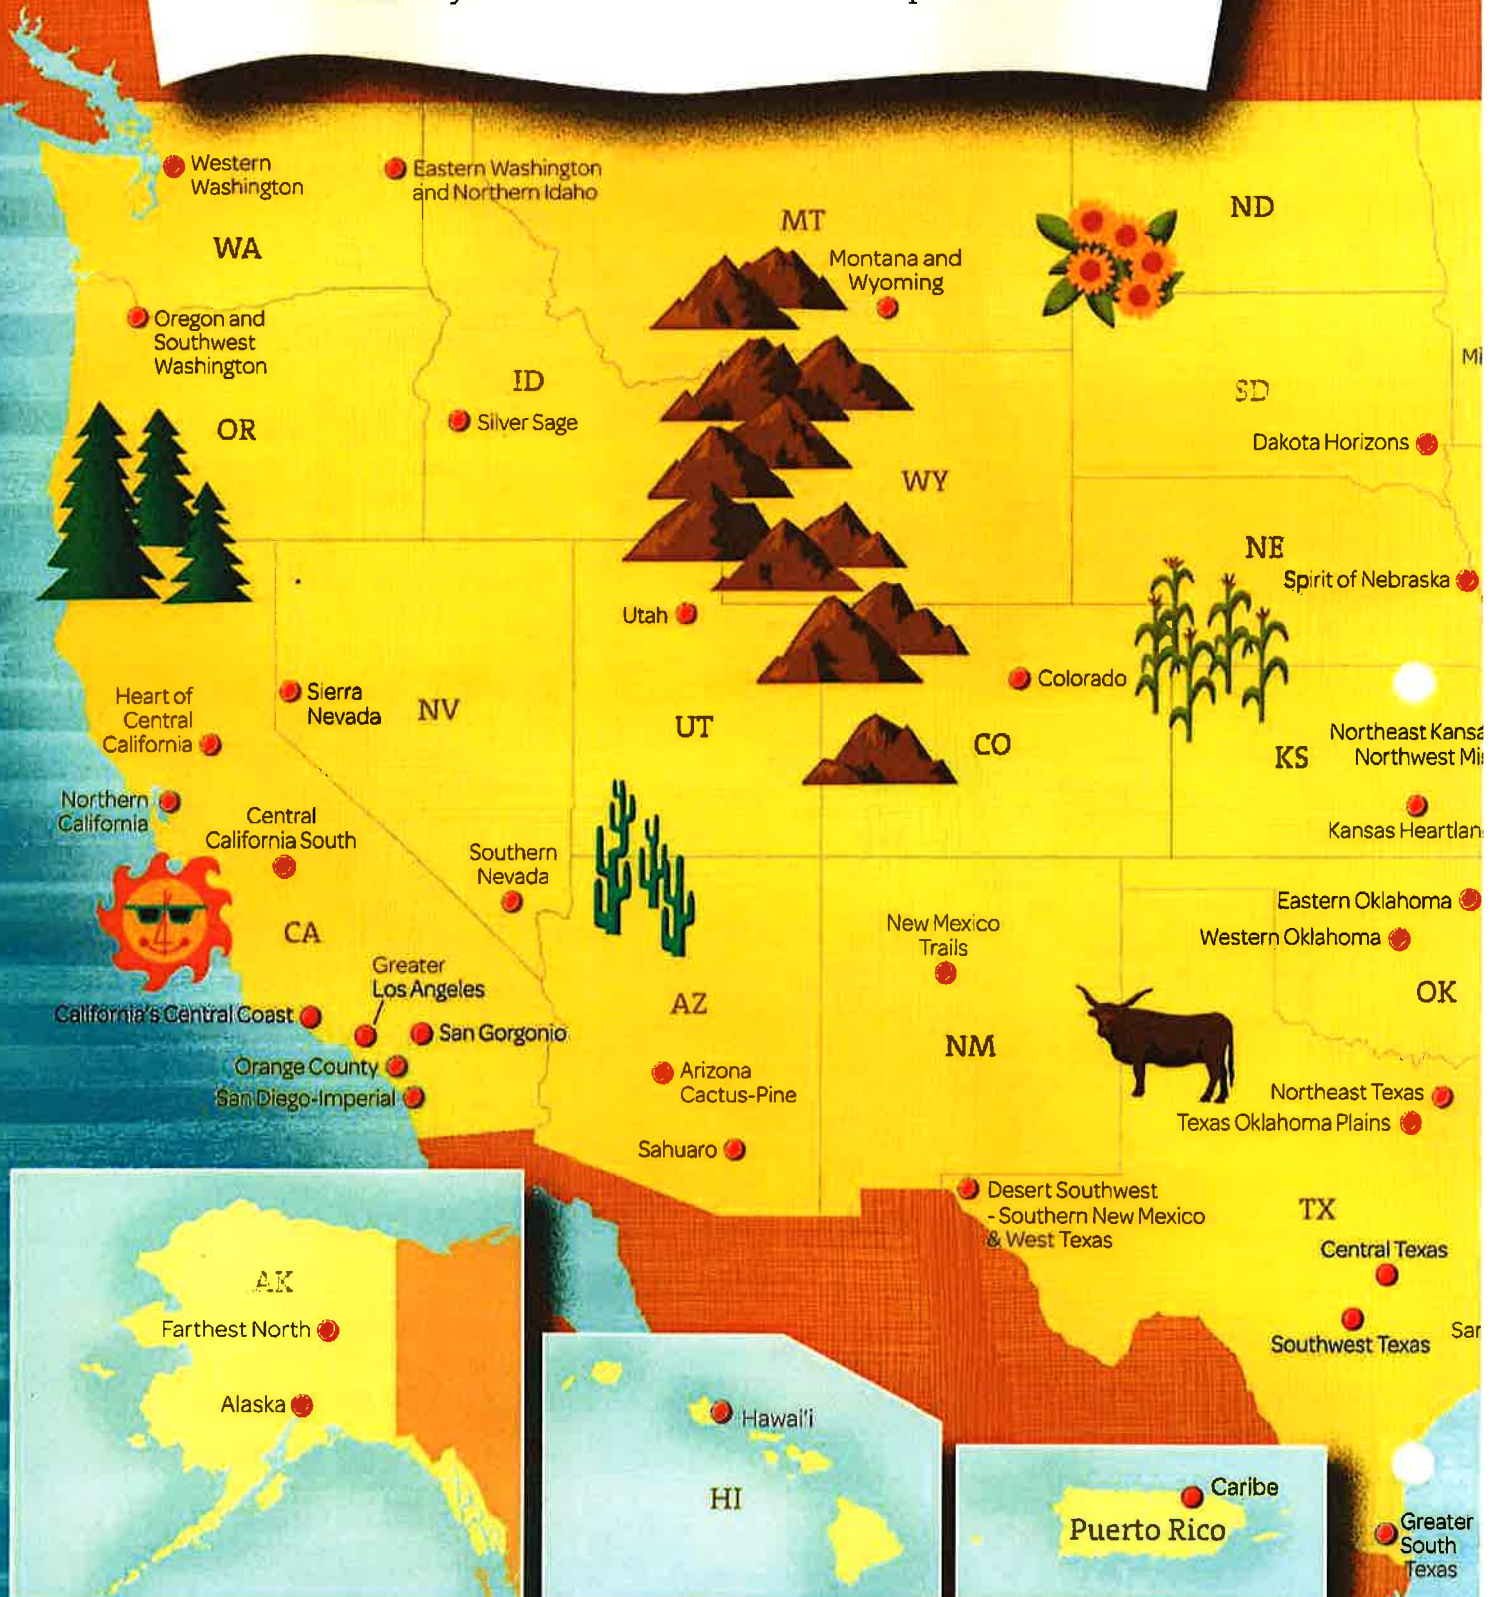 Western
Washington
Eastern Washington
and Northern Idaho
WA
MT
ND
Montana and
Wyoming
Oregon and
Southwest
Washington
ID
SD
Silver Sage
OR
Dakota Horizons
WY
NE
Spirit of Nebraska
Utah
Colorado
Heart of
Central
California
Sierra
Nevada
NV
UT
CO
KS
Northeast Kansa
Northwest Mi
Northern
California
Central
California South
Kansas Heartlan
Southern
Nevada
CA
New Mexico
Trails
Eastern Oklahoma
Western Oklahoma
OK
Greater
Los Angeles
California's Central Coast
San Gorgonio
AZ
NM
Orange County
San Diego-Imperial
Arizona
Cactus-Pine
Northeast Texas
Texas Oklahoma Plains
Sahuaro
Desert Southwest
- Southern New Mexico
& West Texas
TX
Central Texas
Southwest Texas
Sar
AK
Farthest North
Alaska
Hawai'i
HI
Caribe
Puerto Rico
Greater
South
Texas